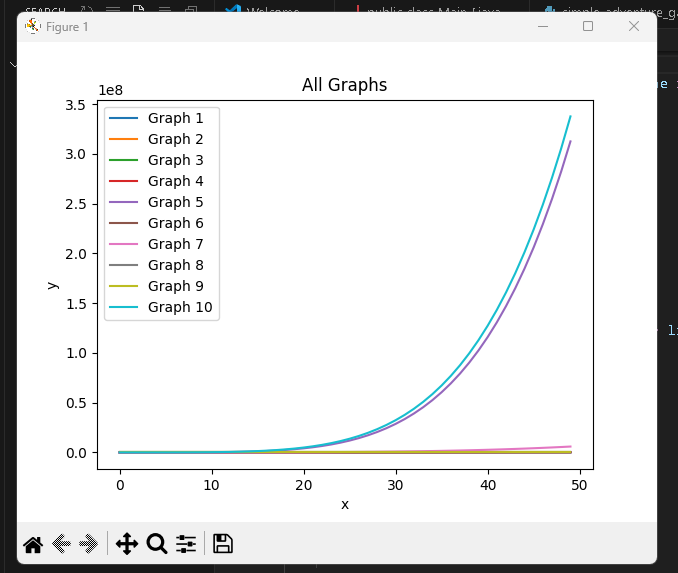 SEARCH
Welcome
public class Main { java
simple_adventure_ga
Figure 1
All Graphs
1e8
3.5
3.0
2.5
2.0
1.5
1.0
0.5
0.0
y
Graph 1
Graph 2
Graph 3
Graph 4
Graph 5
Graph 6
Graph 7
Graph 8
Graph 9
Graph 10
0 10 20 30 40 50
x